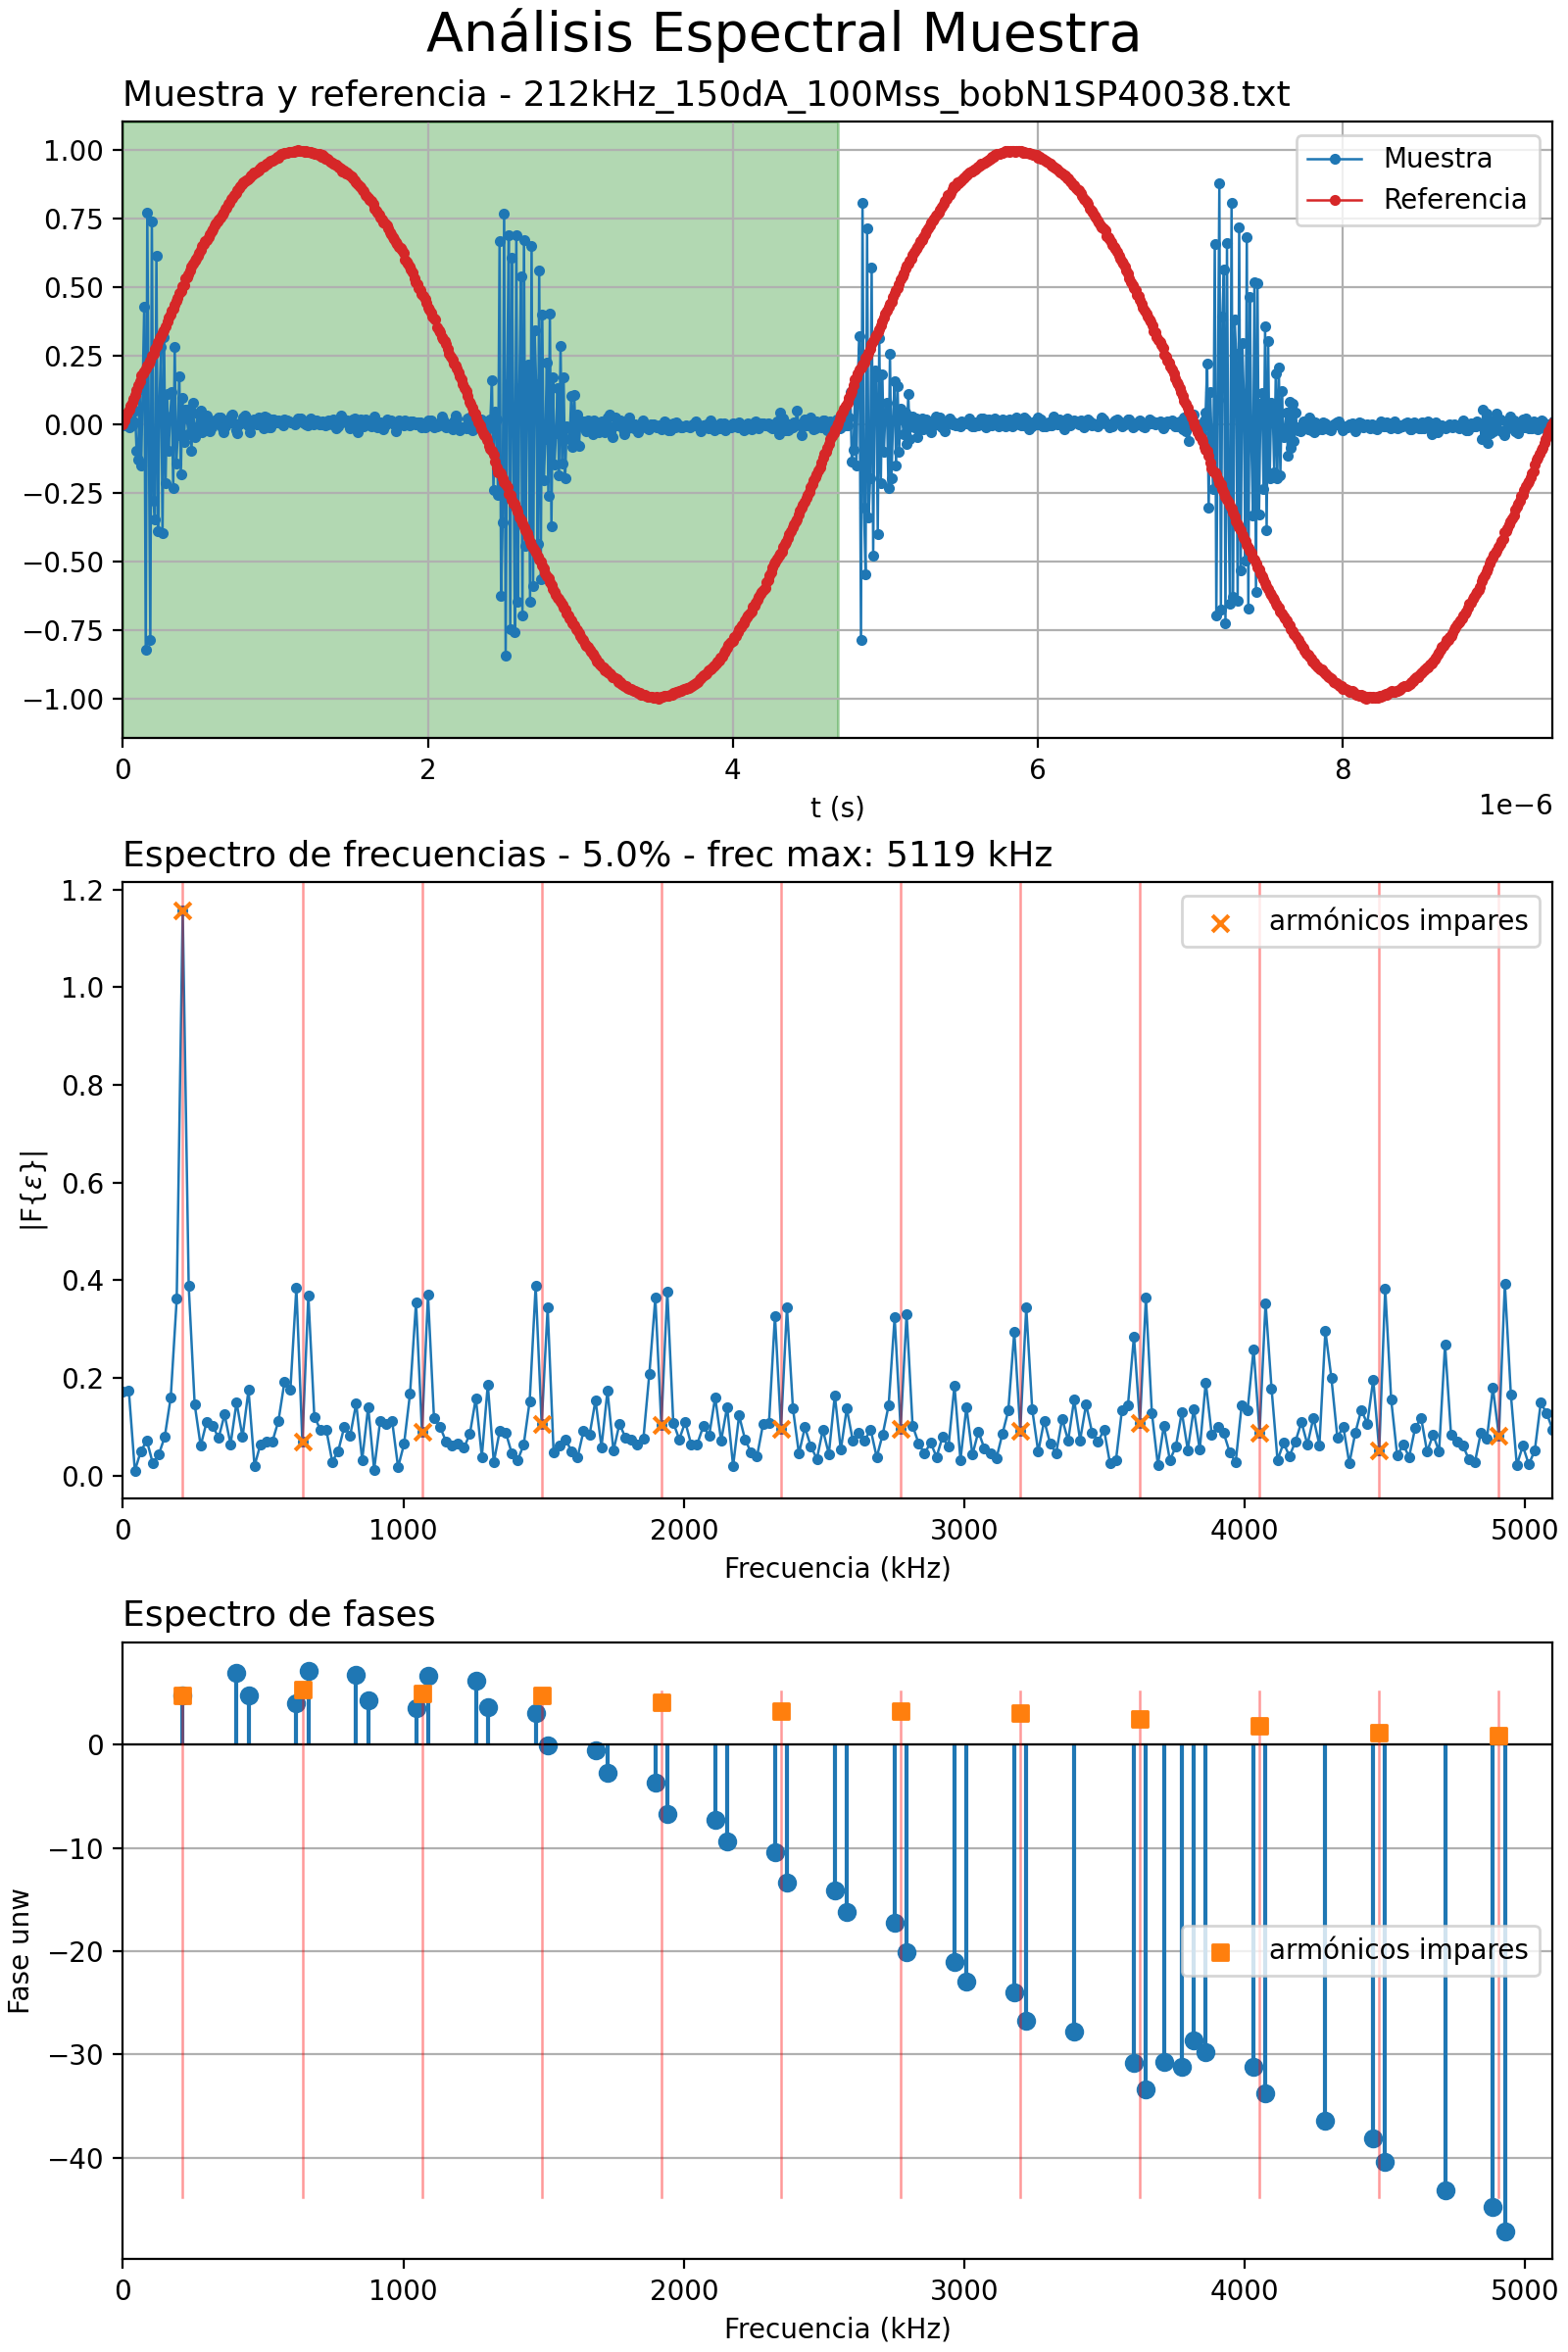 Análisis Espectral Muestra
Muestra y referencia - 212kHz_150dA_100Mss_bobN1SP40038.txt
1.00
0.75
0.50
0.25
0.00
−0.25
−0.50
−0.75
−1.00
Muestra
Referencia
0 2 4 6 8
t (s)
1e−6
Espectro de frecuencias - 5.0% - frec max: 5119 kHz
1.2
1.0
0.8
0.6
0.4
0.2
0.0
|F{ε}|
armónicos impares
0 1000 2000 3000 4000 5000
Frecuencia (kHz)
Espectro de fases
0
−10
−20
−30
−40
Fase unw
armónicos impares
0 1000 2000 3000 4000 5000
Frecuencia (kHz)